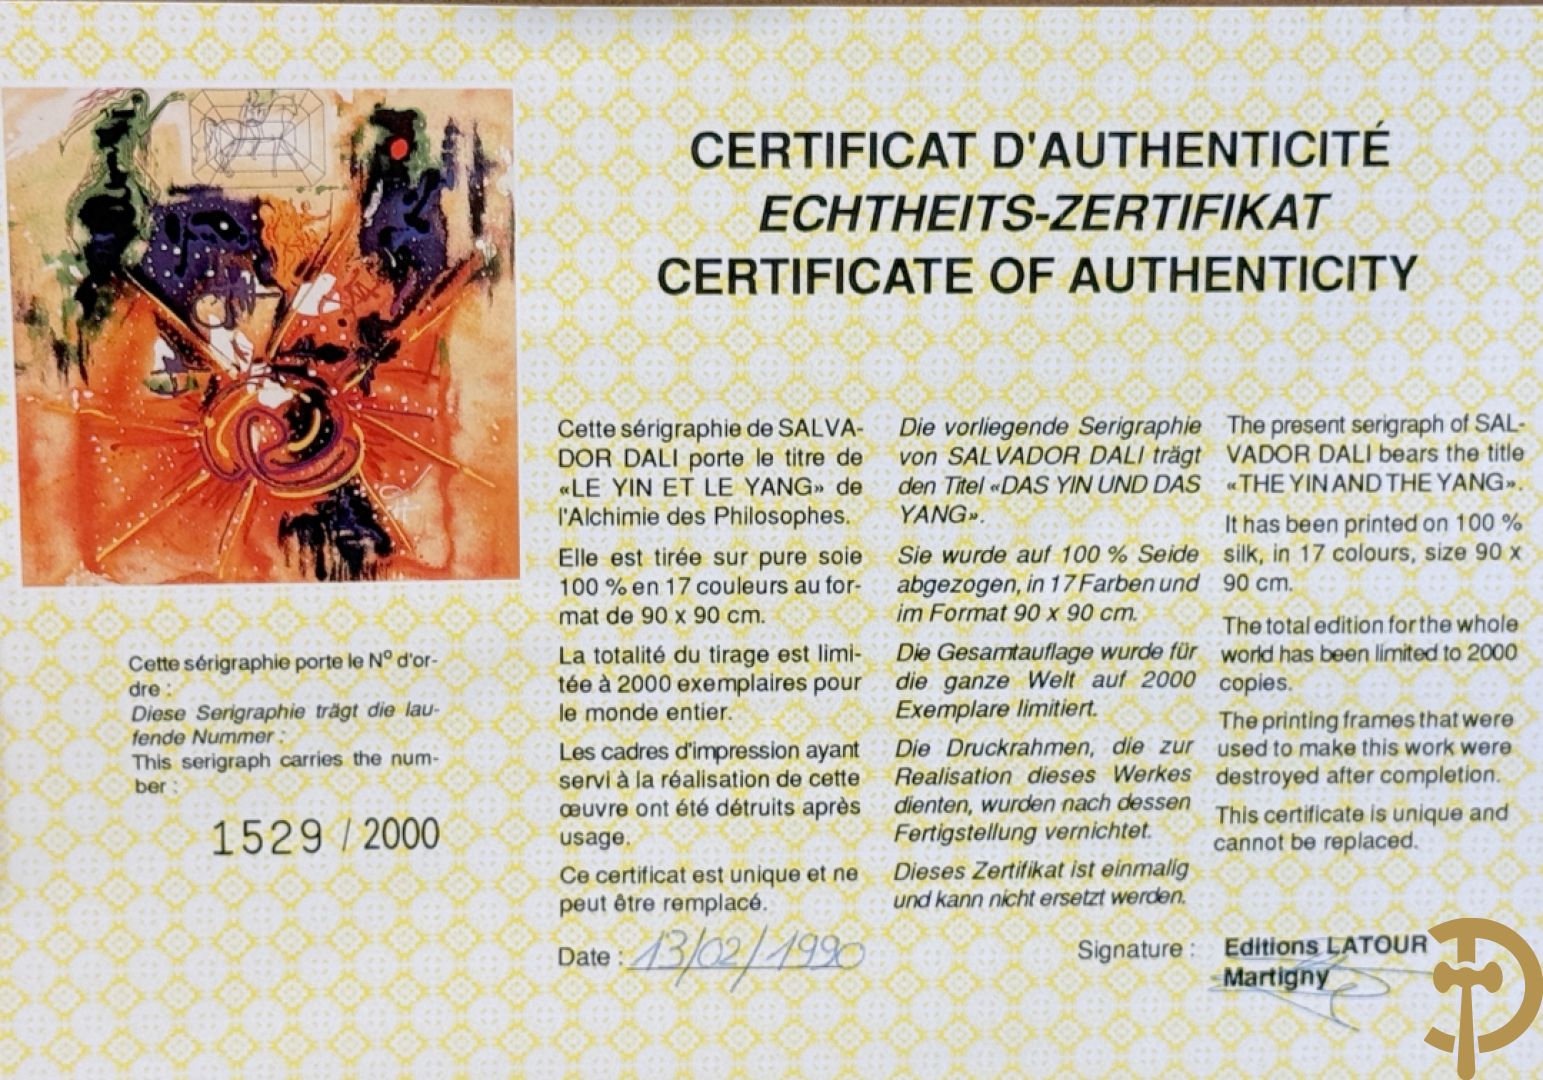 CERTIFICAT D'AUTHENTICITÉ
ECHTHEITS-ZERTIFIKAT
CERTIFICATE OF AUTHENTICITY
Cette sérigraphie porte le Nº d'or-
dre :
Diese Serigraphie trägt die lau-
fende Nummer :
This serigraph carries the num-
ber :
1529 / 2000
Cette sérigraphie de SALVA-
DOR DALI porte le titre de
«LE YIN ET LE YANG» de
l'Alchimie des Philosophes.
Elle est tirée sur pure soie
100 % en 17 couleurs au for-
mat de 90 x 90 cm.
La totalité du tirage est limi-
tée à 2000 exemplaires pour
le monde entier.
Les cadres d'impression ayant
servi à la réalisation de cette
œuvre ont été détruits après
usage.
Ce certificat est unique et ne
peut être remplacé.
Die vorliegende Serigraphie
von SALVADOR DALI trägt
den Titel «DAS YIN UND DAS
YANG».
Sie wurde auf 100 % Seide
abgezogen, in 17 Farben und
im Format 90 x 90 cm.
Die Gesamtauflage wurde für
die ganze Welt auf 2000
Exemplare limitiert.
Die Druckrahmen, die zur
Realisation dieses Werkes
dienten, wurden nach dessen
Fertigstellung vernichtet.
Dieses Zertifikat ist einmalig
und kann nicht ersetzt werden.
The present serigraph of SAL-
VADOR DALI bears the title
«THE YIN AND THE YANG».
It has been printed on 100 %
silk, in 17 colours, size 90 x
90 cm.
The total edition for the whole
world has been limited to 2000
copies.
The printing frames that were
used to make this work were
destroyed after completion.
This certificate is unique and
cannot be replaced.
Date : 13/02/1990
Signature : Editions LATOUR
Martigny